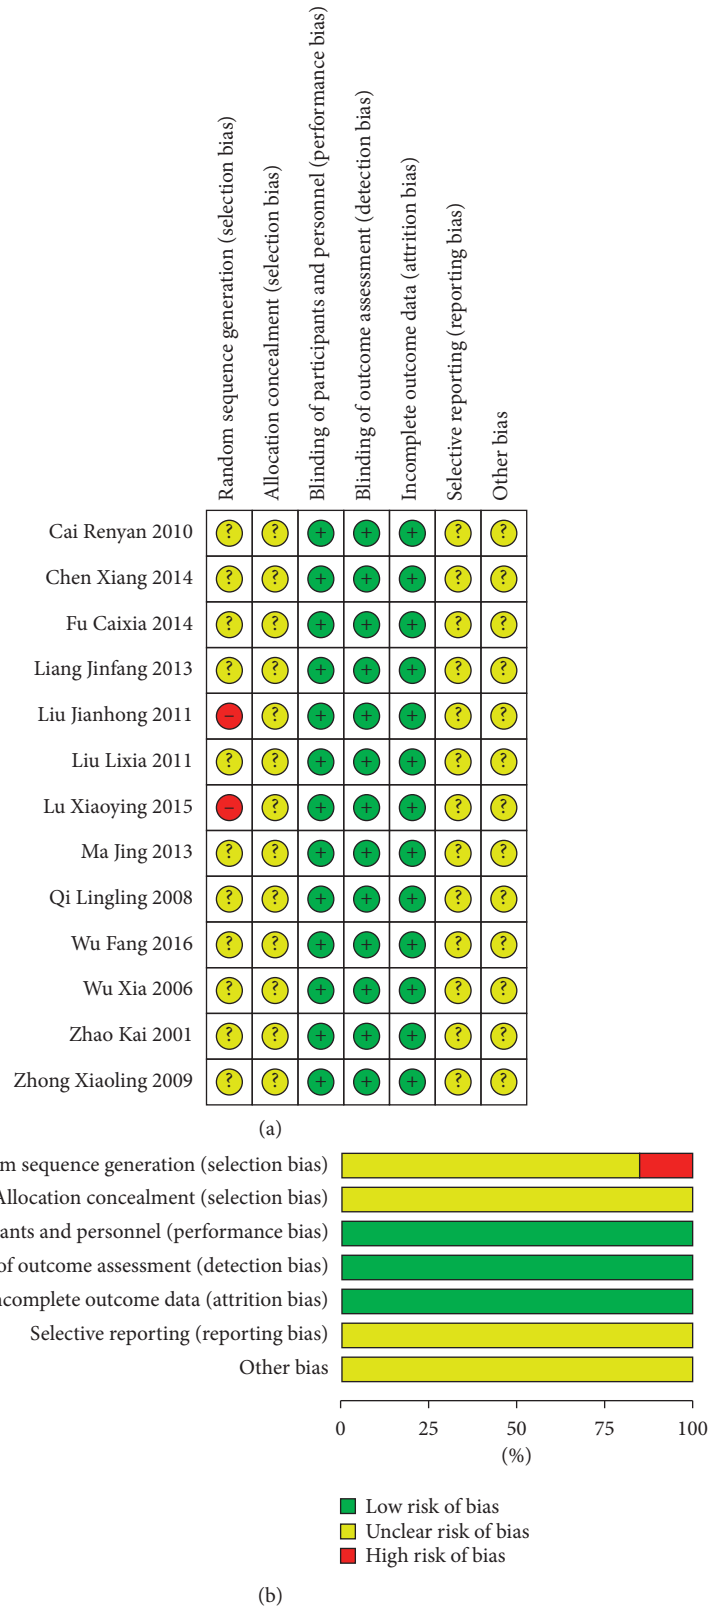 Random sequence generation (selection bias)
Allocation concealment (selection bias)
Blinding of participants and personnel (performance bias)
Blinding of outcome assessment (detection bias)
Incomplete outcome data (attrition bias)
Selective reporting (reporting bias)
Other bias
Cai Renyan 2010 ? ? + + + ? ?
Chen Xiang 2014 ? ? + + + ? ?
Fu Caixia 2014 ? ? + + + ? ?
Liang Jinfang 2013 ? ? + + + ? ?
Liu Jianhong 2011 – ? + + + ? ?
Liu Lixia 2011 ? ? + + + ? ?
Lu Xiaoying 2015 – ? + + + ? ?
Ma Jing 2013 ? ? + + + ? ?
Qi Lingling 2008 ? ? + + + ? ?
Wu Fang 2016 ? ? + + + ? ?
Wu Xia 2006 ? ? + + + ? ?
Zhao Kai 2001 ? ? + + + ? ?
Zhong Xiaoling 2009 ? ? + + + ? ?
(a)
m sequence generation (selection bias)
Allocation concealment (selection bias)
ants and personnel (performance bias)
of outcome assessment (detection bias)
ncomplete outcome data (attrition bias)
Selective reporting (reporting bias)
Other bias
0 25 50 75 100
(%)
Low risk of bias
Unclear risk of bias
High risk of bias
(b)